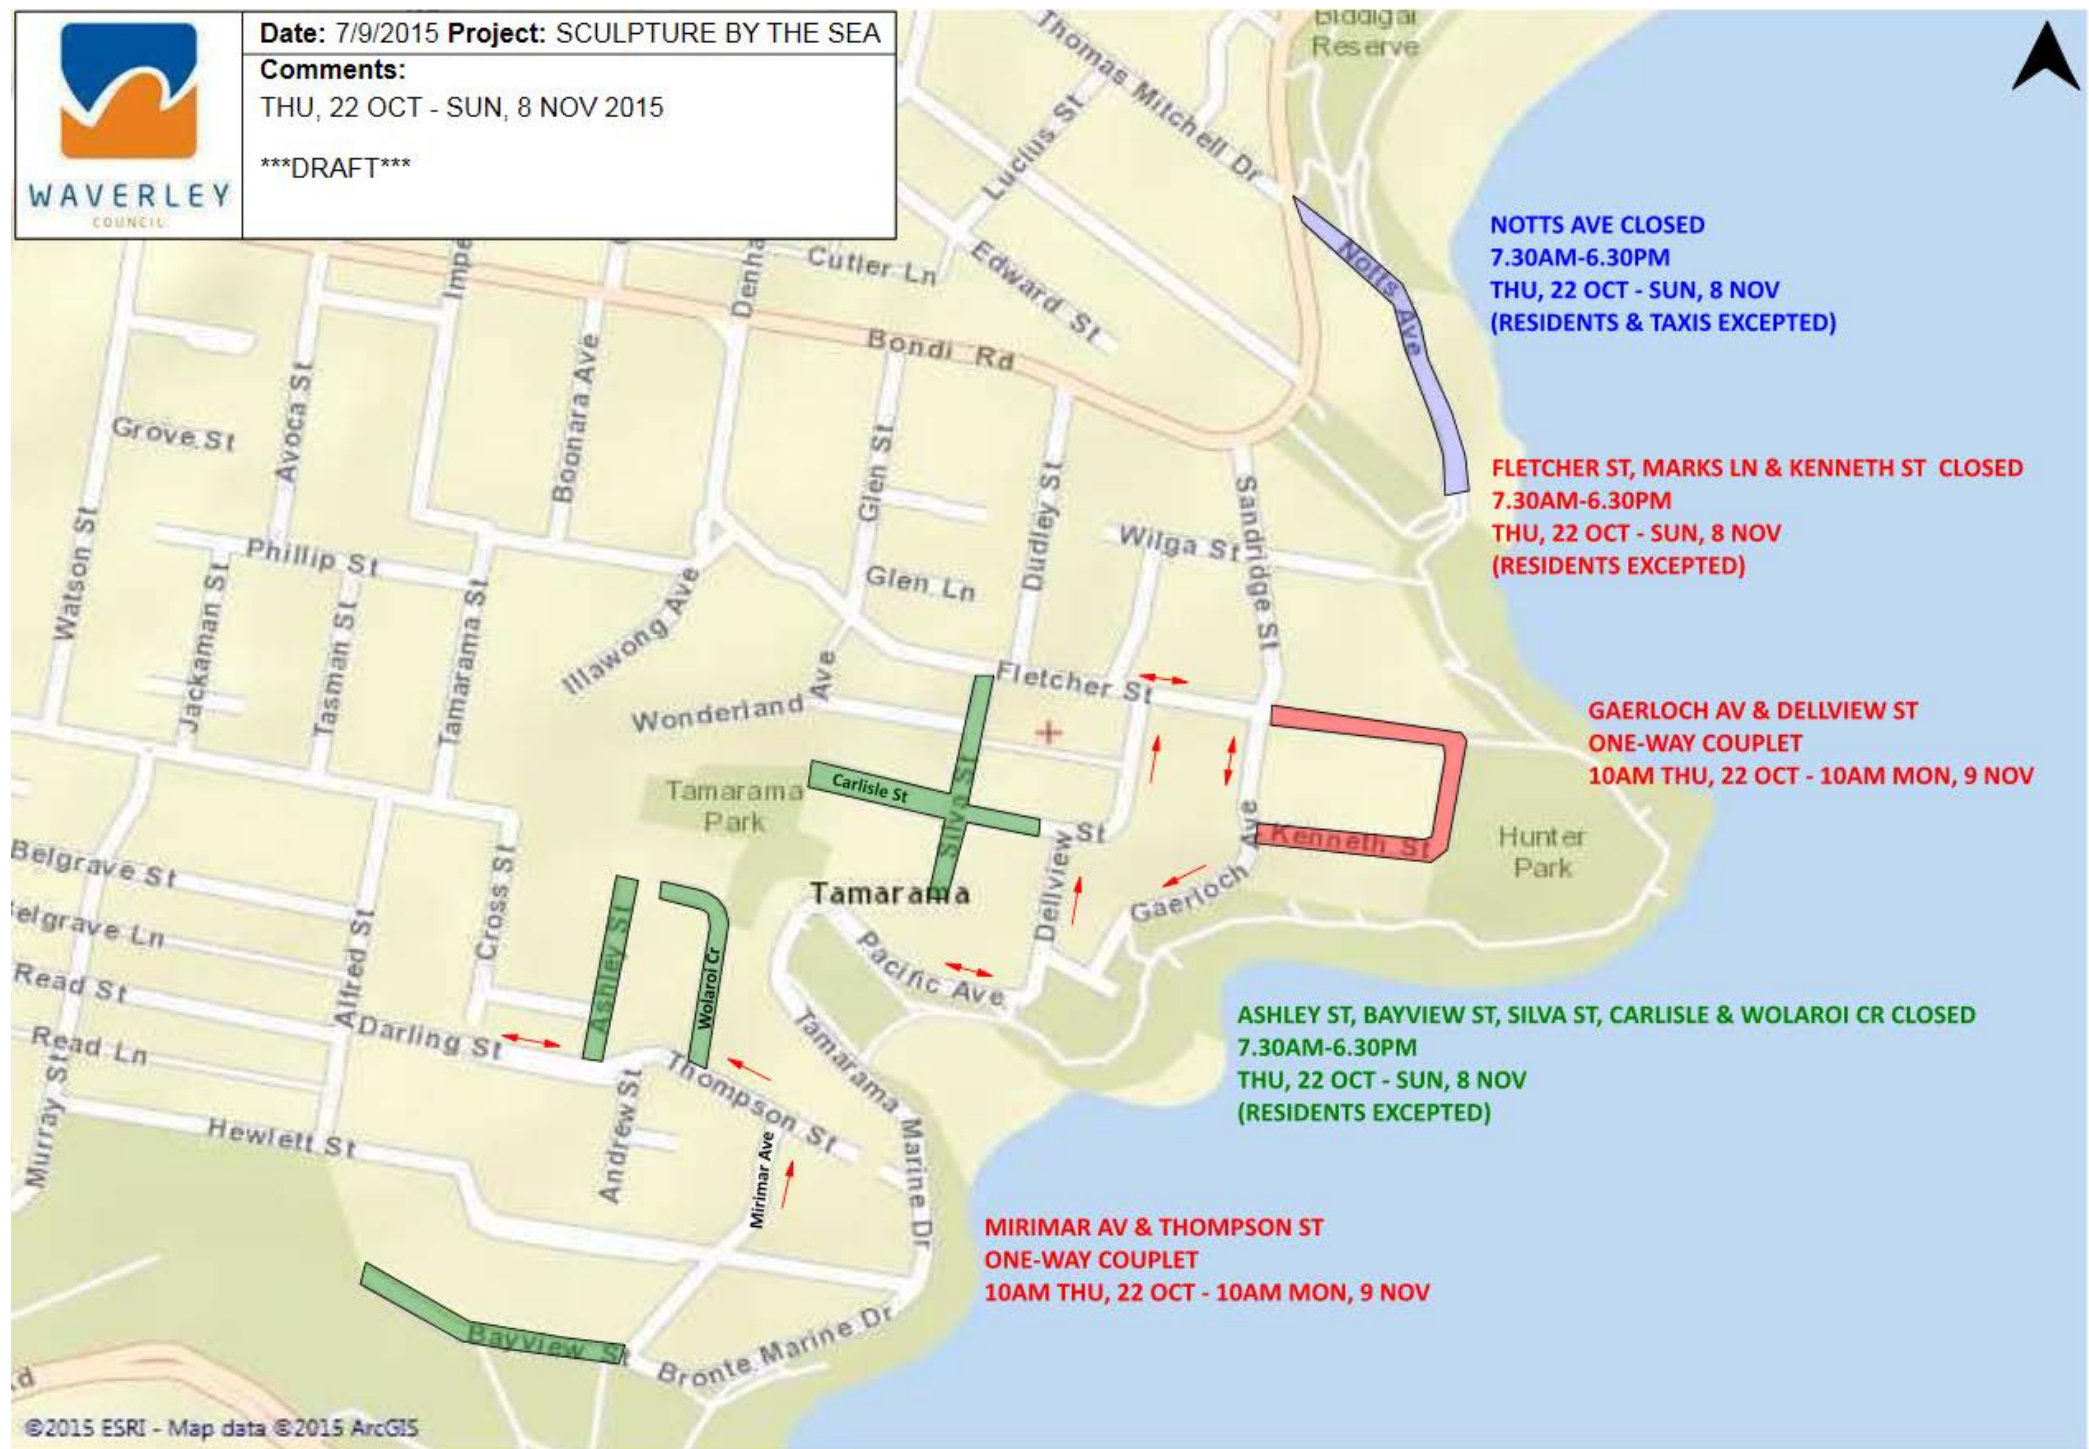 WAVERLEY
COUNCIL
Date: 7/9/2015 Project: SCULPTURE BY THE SEA
Comments:
THU, 22 OCT - SUN, 8 NOV 2015
***DRAFT***
Biddigal
Reserve
Thomas Mitchell Dr
Lucius St
Edward St
Cutler Ln
Impe
Denha
Bondi Rd
Notts Ave
NOTTS AVE CLOSED
7.30AM-6.30PM
THU, 22 OCT - SUN, 8 NOV
(RESIDENTS & TAXIS EXCEPTED)
Grove St
Avoca St
Boonara Ave
Glen St
Dudley St
Sandridge St
Wilga St
FLETCHER ST, MARKS LN & KENNETH ST CLOSED
7.30AM-6.30PM
THU, 22 OCT - SUN, 8 NOV
(RESIDENTS EXCEPTED)
Watson St
Phillip St
Jackaman St
Tasman St
Tamarama St
Illawong Ave
Glen Ln
Wonderland Ave
Fletcher St
GAERLOCH AV & DELLVIEW ST
ONE-WAY COUPLET
10AM THU, 22 OCT - 10AM MON, 9 NOV
Tamarama
Park
Carlisle St
Silva St
St
Kenneth St
Hunter
Park
Tamarama
Dellview
Gaerloch Ave
Pacific Ave
Belgrave St
elgrave Ln
Read St
Read Ln
Alfred St
Cross St
Ashley St
Wolaroi Cr
Darling St
Thompson St
Tamarama Marine Dr
ASHLEY ST, BAYVIEW ST, SILVA ST, CARLISLE & WOLAROI CR CLOSED
7.30AM-6.30PM
THU, 22 OCT - SUN, 8 NOV
(RESIDENTS EXCEPTED)
Murray St
Hewlett St
Andrew St
Mirimar Ave
MIRIMAR AV & THOMPSON ST
ONE-WAY COUPLET
10AM THU, 22 OCT - 10AM MON, 9 NOV
Bayview St
Bronte Marine Dr
d
©2015 ESRI - Map data ©2015 ArcGIS